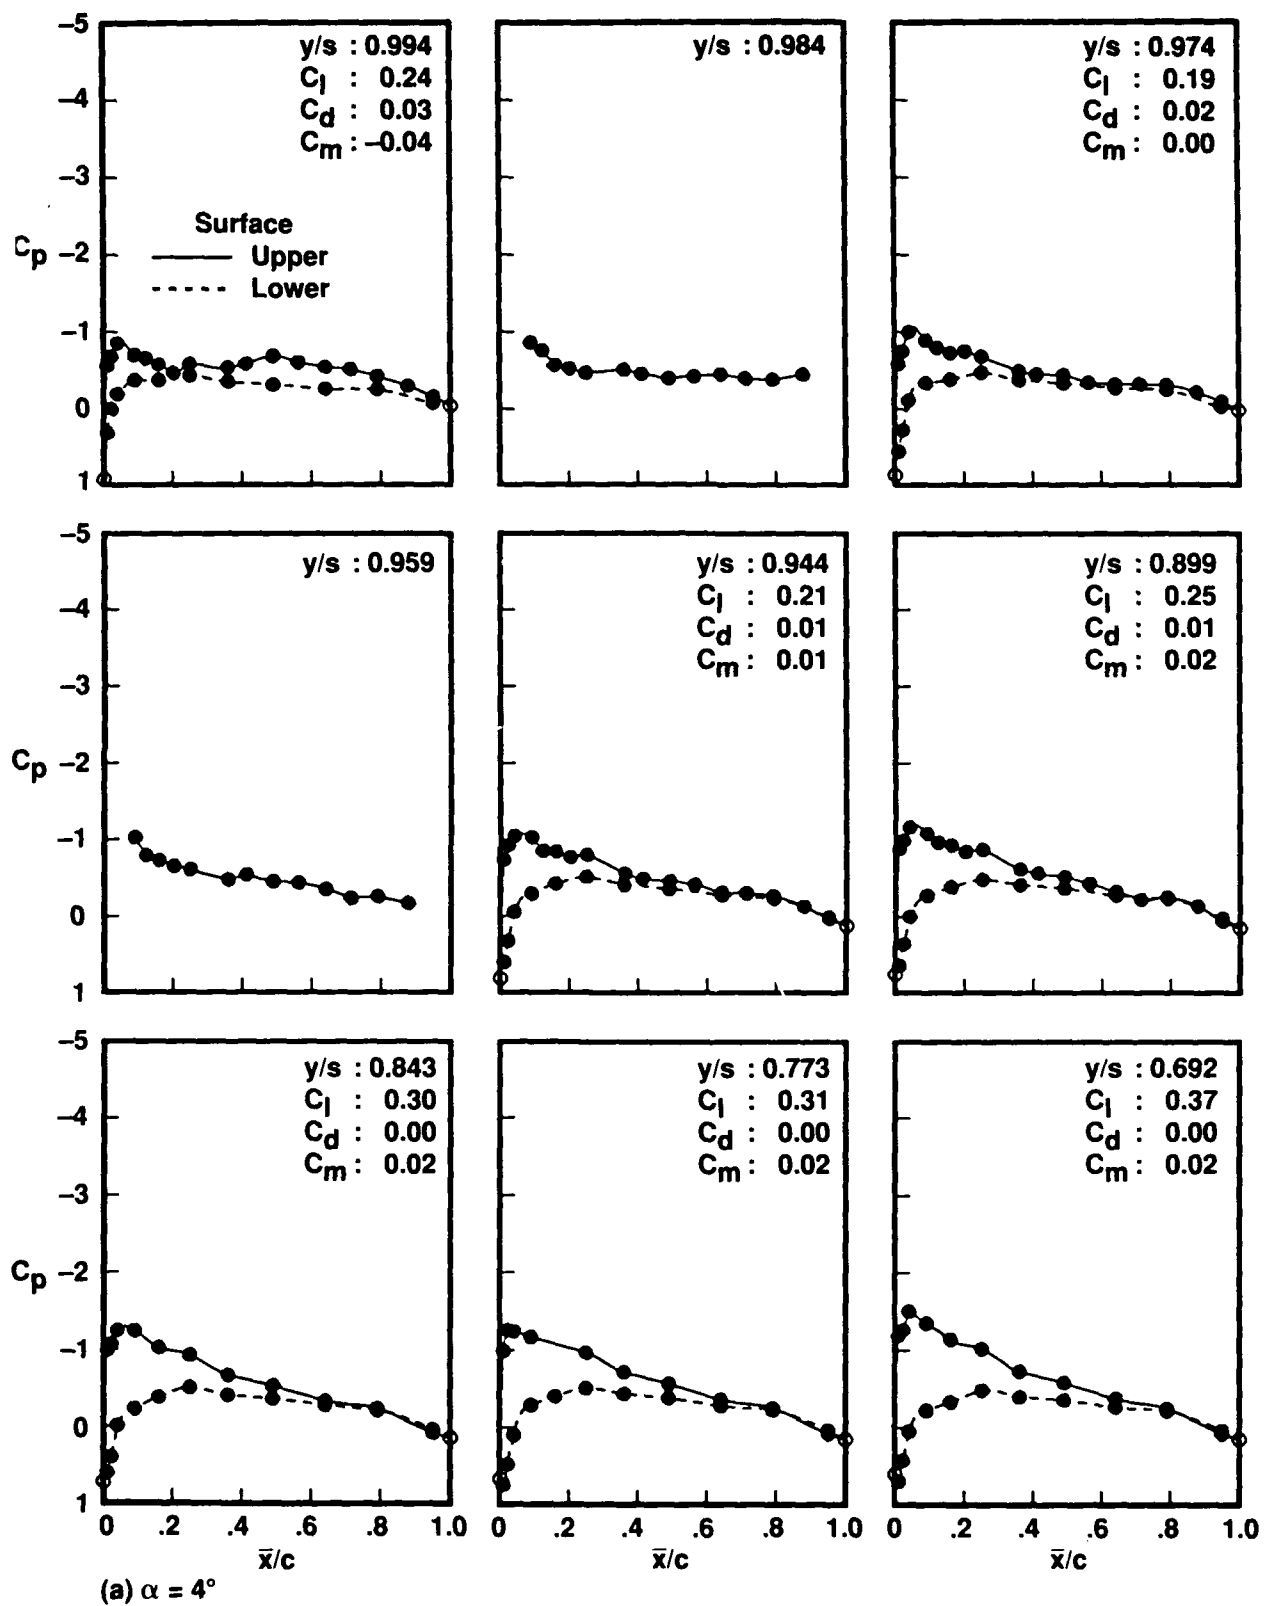 -5
y/s : 0.994
Cl : 0.24
Cd : 0.03
Cm : -0.04
-4
-3
Surface
Upper
Lower
Cp -2
-1
0
1
y/s : 0.984
y/s : 0.974
Cl : 0.19
Cd : 0.02
Cm : 0.00
-5
y/s : 0.959
-4
-3
Cp -2
-1
0
1
y/s : 0.944
Cl : 0.21
Cd : 0.01
Cm : 0.01
y/s : 0.899
Cl : 0.25
Cd : 0.01
Cm : 0.02
-5
y/s : 0.843
Cl : 0.30
Cd : 0.00
Cm : 0.02
-4
-3
Cp -2
-1
0
1
y/s : 0.773
Cl : 0.31
Cd : 0.00
Cm : 0.02
y/s : 0.692
Cl : 0.37
Cd : 0.00
Cm : 0.02
0 .2 .4 .6 .8 1.0
x̄/c
0 .2 .4 .6 .8 1.0
x̄/c
0 .2 .4 .6 .8 1.0
x̄/c
(a) α = 4°